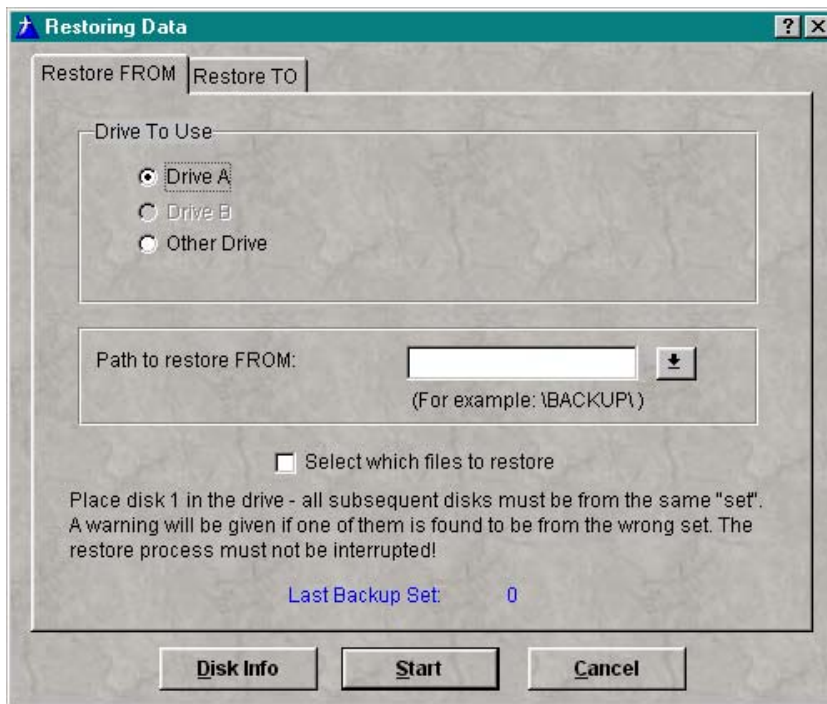 Restoring Data
Restore FROM Restore TO
Drive To Use
Drive A
Drive B
Other Drive
Path to restore FROM:
(For example: \BACKUP\ )
Select which files to restore
Place disk 1 in the drive - all subsequent disks must be from the same "set".
A warning will be given if one of them is found to be from the wrong set. The
restore process must not be interrupted!
Last Backup Set: 0
Disk Info Start Cancel